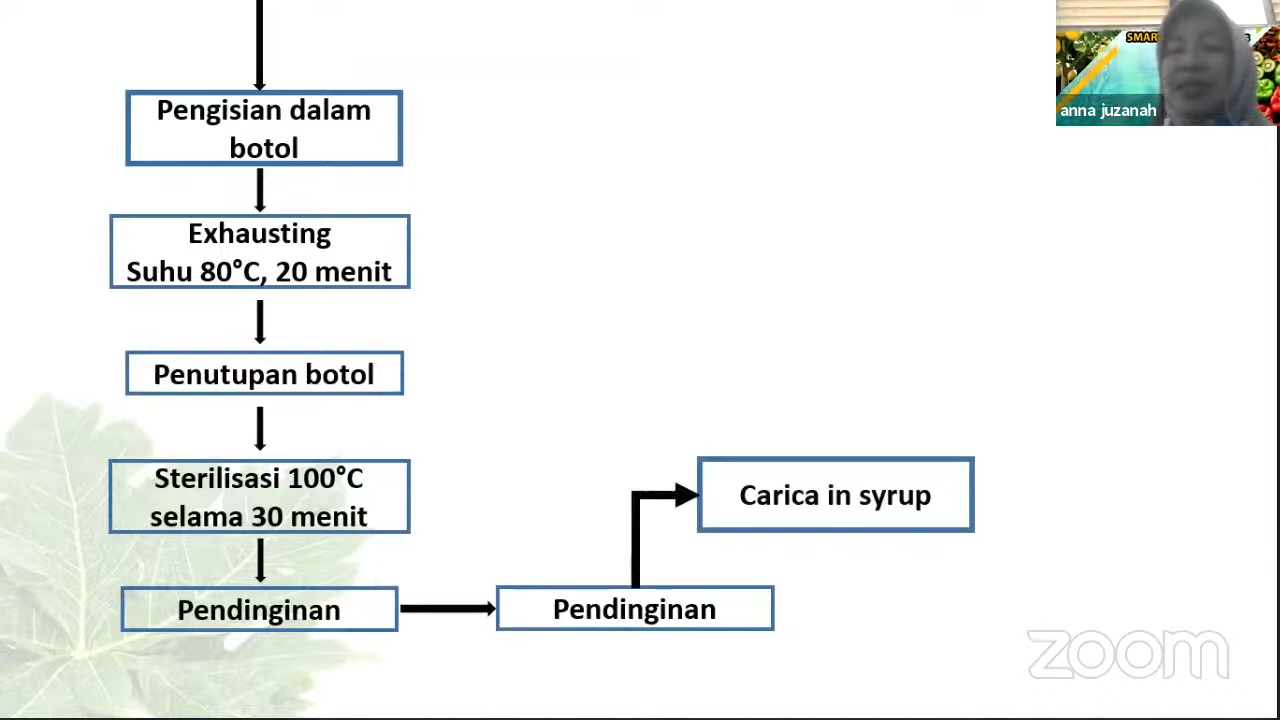 SMAR
anna juzanah
Pengisian dalam
botol
Exhausting
Suhu 80°C, 20 menit
Penutupan botol
Sterilisasi 100°C
selama 30 menit
Carica in syrup
Pendinginan
Pendinginan
zoom